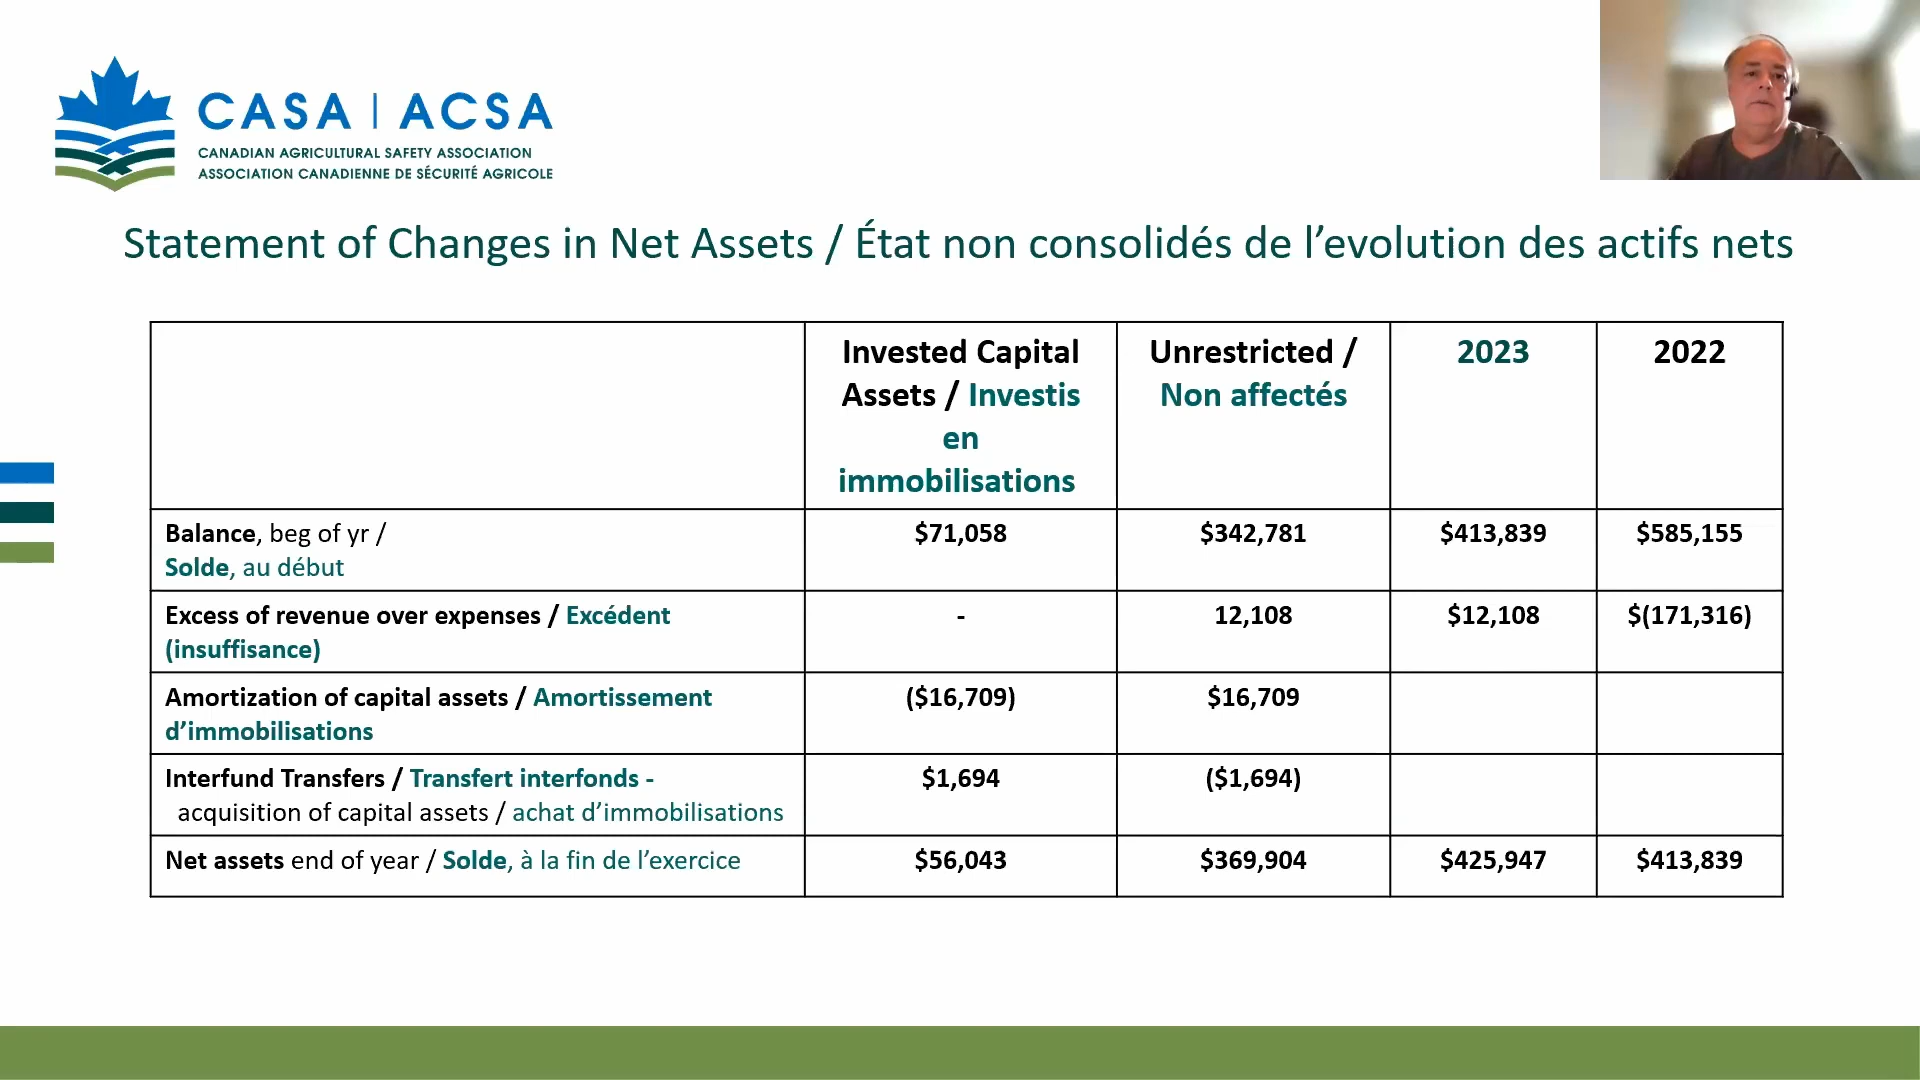 CASA | ACSA
CANADIAN AGRICULTURAL SAFETY ASSOCIATION
ASSOCIATION CANADIENNE DE SÉCURITÉ AGRICOLE
Statement of Changes in Net Assets / État non consolidés de l’evolution des actifs nets
Invested Capital
Assets / Investis
en
immobilisations
Unrestricted /
Non affectés
2023
2022
Balance, beg of yr /
Solde, au début
$71,058
$342,781
$413,839
$585,155
Excess of revenue over expenses / Excédent
(insuffisance)
-
12,108
$12,108
$(171,316)
Amortization of capital assets / Amortissement
d’immobilisations
($16,709)
$16,709
Interfund Transfers / Transfert interfonds -
acquisition of capital assets / achat d’immobilisations
$1,694
($1,694)
Net assets end of year / Solde, à la fin de l’exercice
$56,043
$369,904
$425,947
$413,839